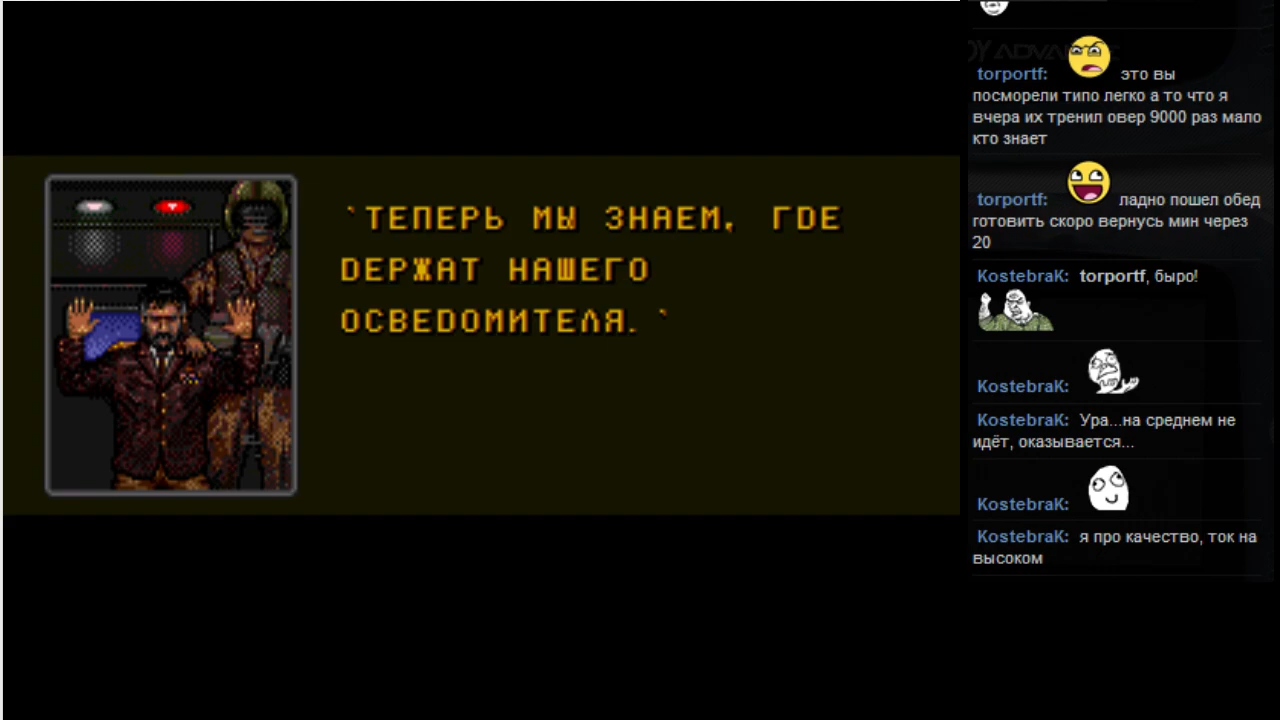 `ТЕПЕРЬ МЫ ЗНАЕМ, ГДЕ
ДЕРЖАТ НАШЕГО
ОСВЕДОМИТЕЛЯ.`
torportf: это вы
посморели типо легко а то что я
вчера их тренил овер 9000 раз мало
кто знает
torportf: ладно пошел обед
готовить скоро вернусь мин через
20
KostebraK: torportf, быро!
KostebraK:
KostebraK: Ура...на среднем не
идёт, оказывается...
KostebraK:
KostebraK: я про качество, ток на
высоком